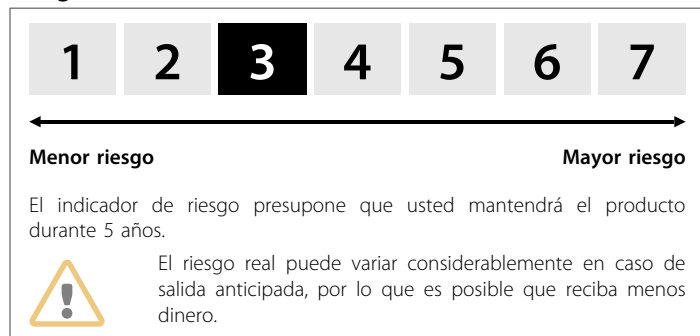 1 2 3 4 5 6 7
Menor riesgo Mayor riesgo
El indicador de riesgo presupone que usted mantendrá el producto
durante 5 años.
El riesgo real puede variar considerablemente en caso de
salida anticipada, por lo que es posible que reciba menos
dinero.